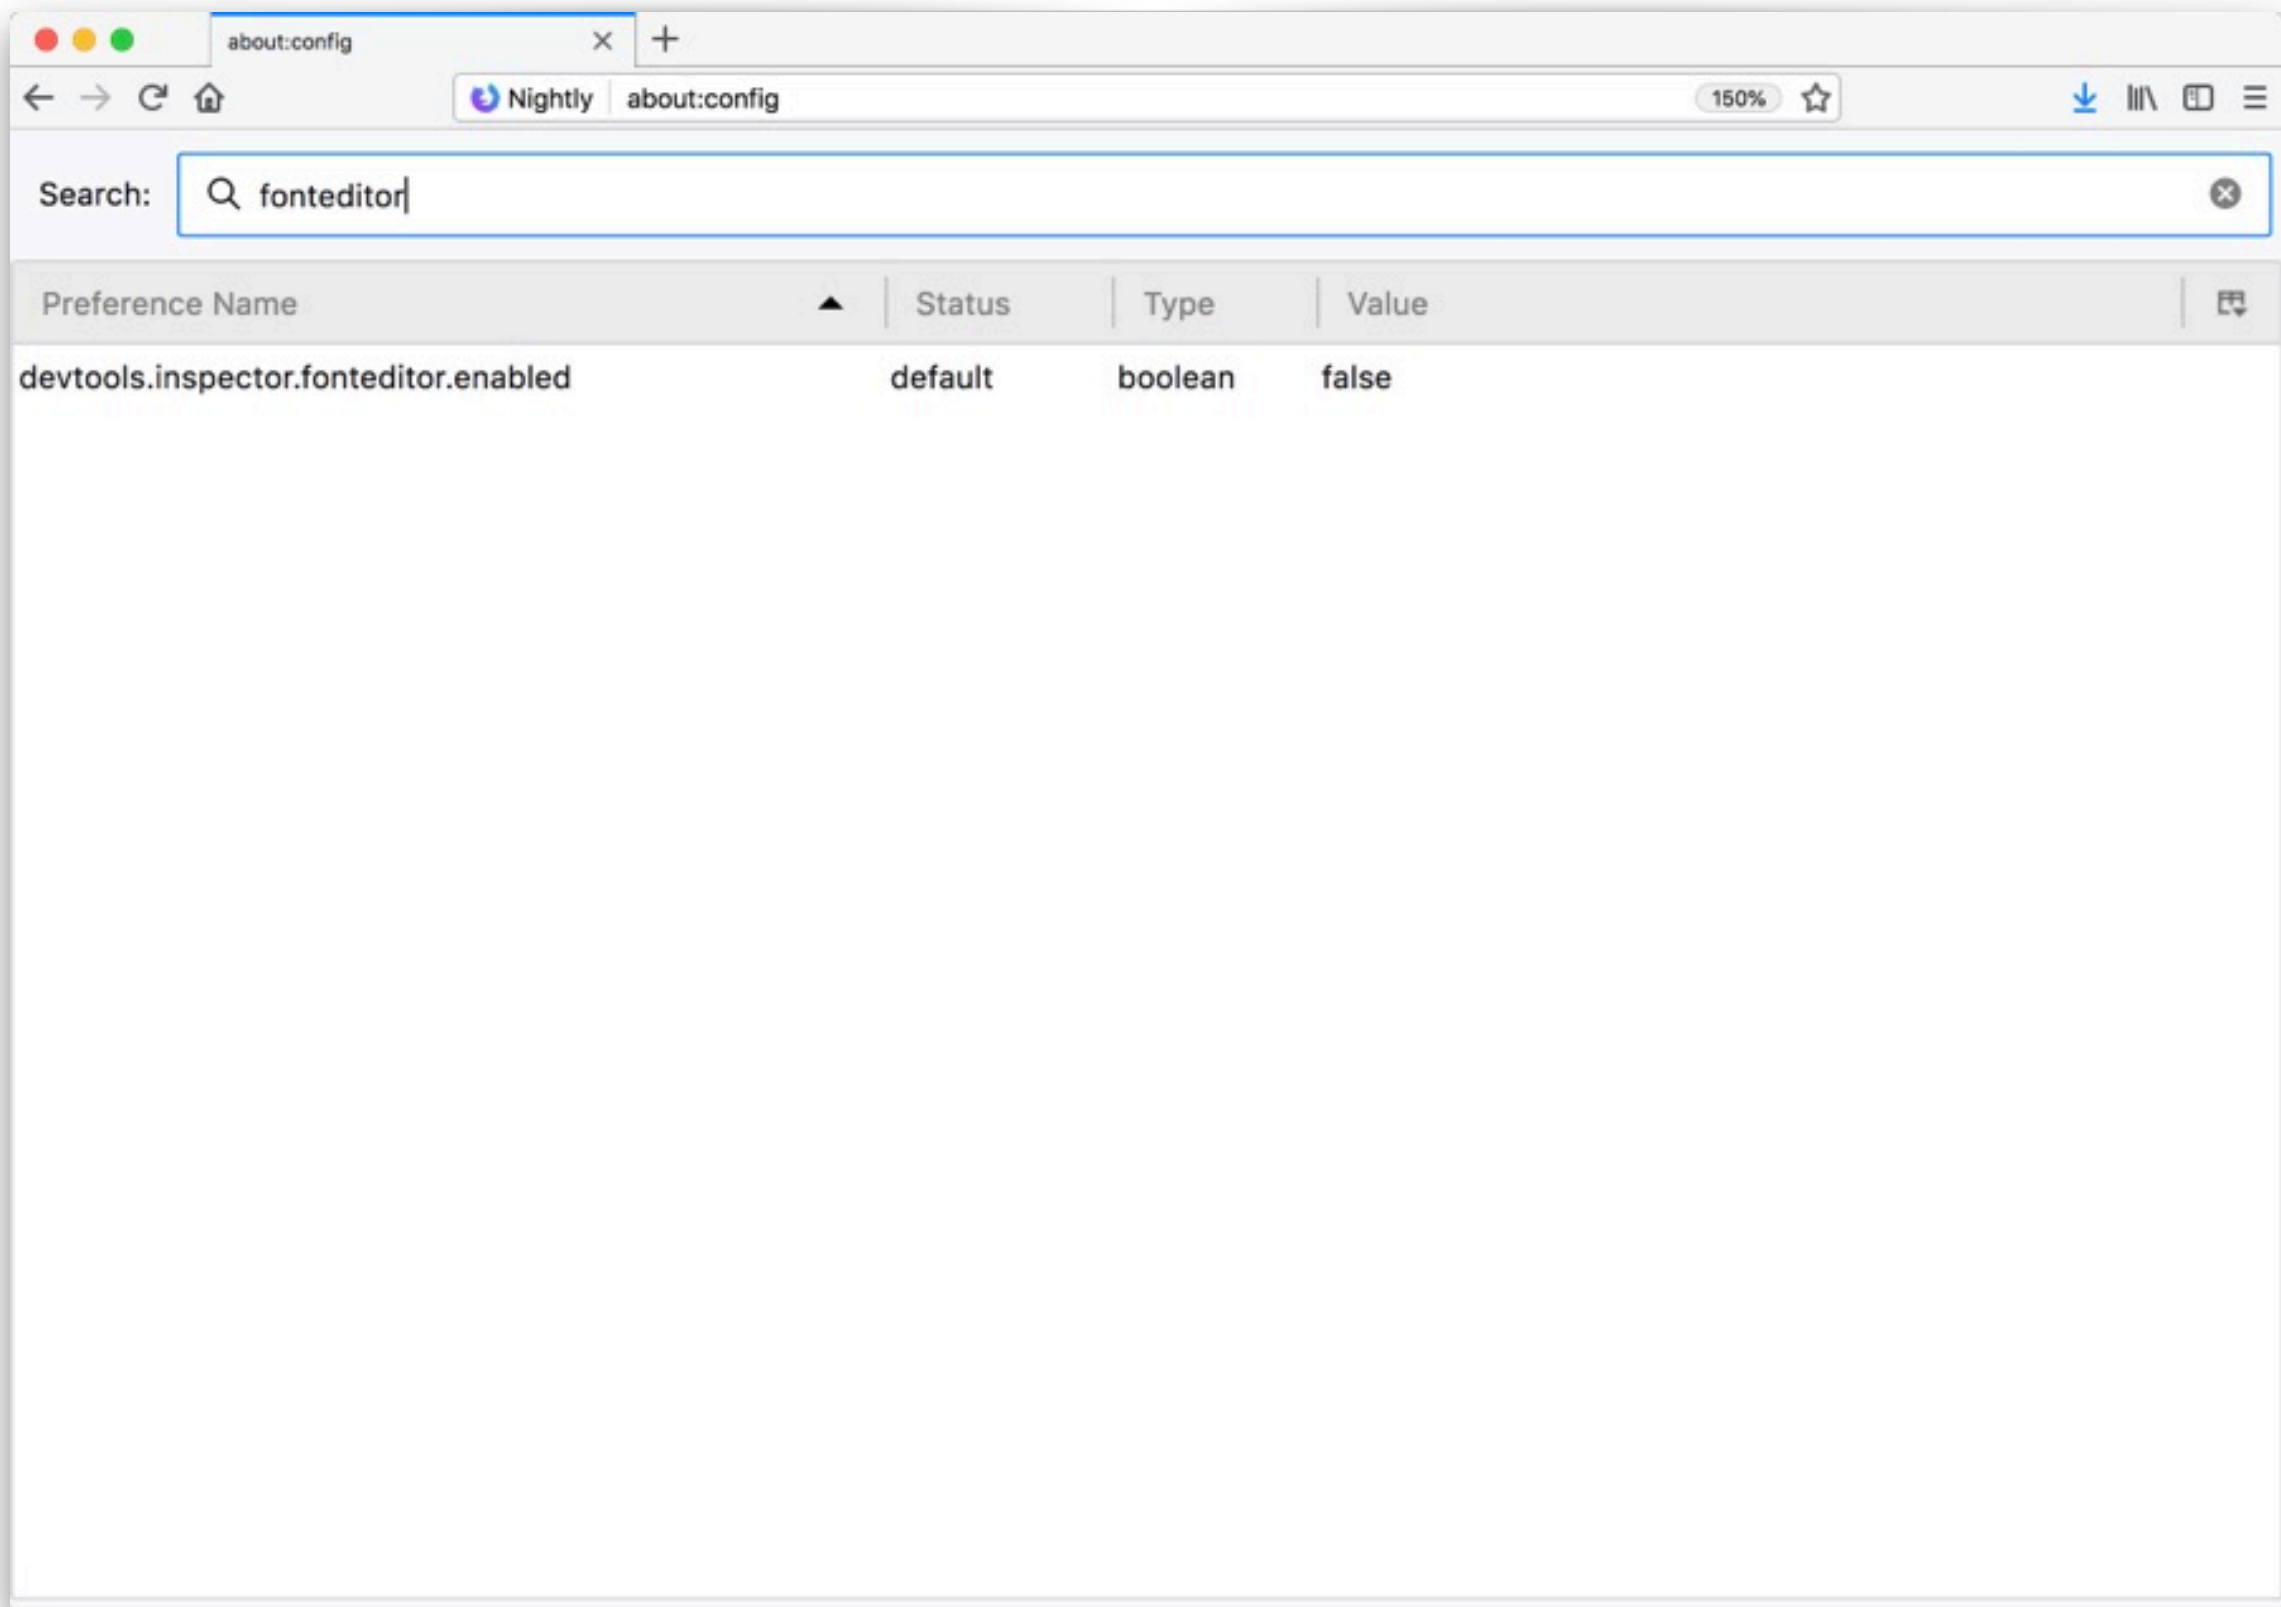 about:config
Nightly about:config 150%
Search: fonteditor
Preference Name Status Type Value
devtools.inspector.fonteditor.enabled default boolean false